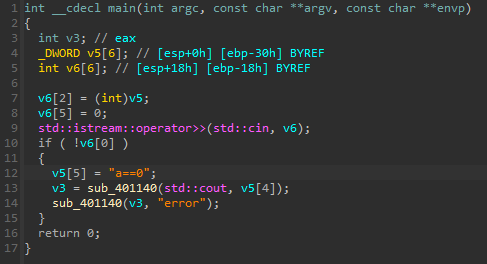 1 int __cdecl main(int argc, const char **argv, const char **envp)
2 {
3 int v3; // eax
4 _DWORD v5[6]; // [esp+0h] [ebp-30h] BYREF
5 int v6[6]; // [esp+18h] [ebp-18h] BYREF
6
7 v6[2] = (int)v5;
8 v6[5] = 0;
9 std::istream::operator>>(std::cin, v6);
10 if ( !v6[0] )
11 {
12 v5[5] = "a==0";
13 v3 = sub_401140(std::cout, v5[4]);
14 sub_401140(v3, "error");
15 }
16 return 0;
17 }